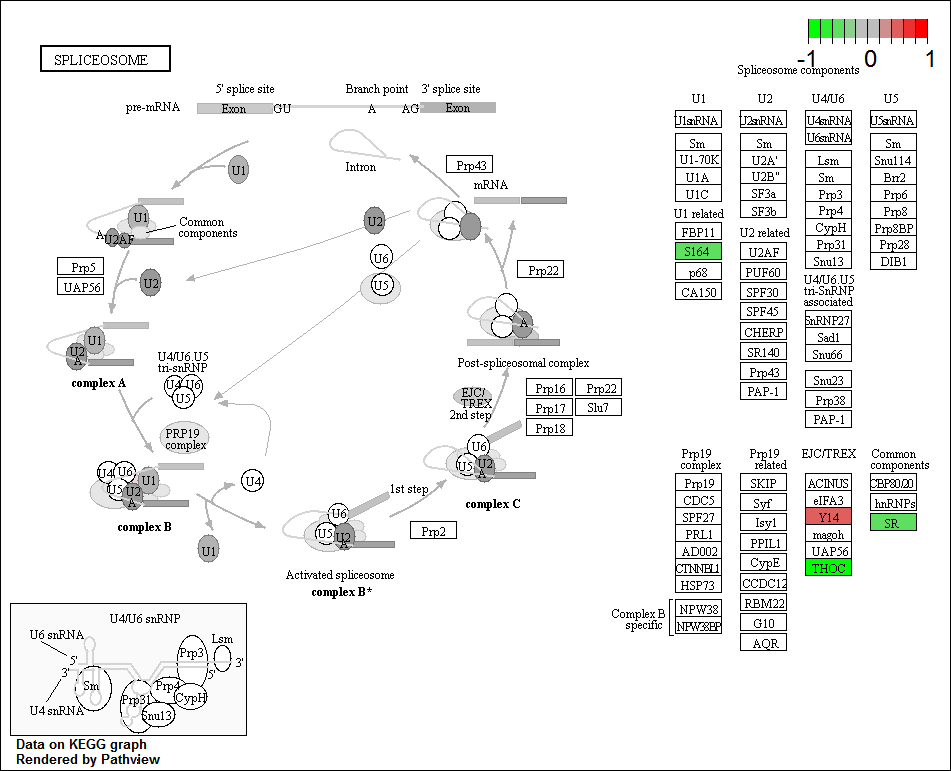 SPLICEOSOME
-1 0 1
Spliceosome components
5' splice site
Branch point
3' splice site
pre-mRNA
Exon
GU
A
AG
Exon
Intron
Prp43
mRNA
U1
U1
A
U2AF
Common
components
Prp5
UAP56
U2
U2
U6
U5
Prp22
A
Post-spliceosomal complex
U1
U2
A
complex A
U4/U6.U5
tri-snRNP
U4 U6
U5
PRP19
complex
EJC/
TREX
2nd step
Prp16
Prp22
Prp17
Slu7
Prp18
U4 U6
U5 U2
U1
A
complex B
U4
U1
1st step
U6
U5 U2
A
Prp2
Activated spliceosome
complex B*
U6
U5 U2
A
complex C
U1
U1snRNA
Sm
U1-70K
U1A
U1C
U1 related
FBP11
S164
p68
CA150
U2
U2snRNA
Sm
U2A'
U2B"
SF3a
SF3b
U2 related
U2AF
PUF60
SPF30
SPF45
CHERP
SR140
Prp43
PAP-1
U4/U6
U4snRNA
U6snRNA
Lsm
Sm
Prp3
Prp4
CypH
Prp31
Snu13
U4/U6.U5
tri-SnRNP
associated
SnRNP27
Sad1
Snu66
Snu23
Prp38
PAP-1
U5
U5snRNA
Sm
Snu114
Brr2
Prp6
Prp8
Prp8BP
Prp28
DIB1
Prp19
complex
Prp19
CDC5
SPF27
PRL1
AD002
CTNNBL1
HSP73
Complex B
specific
NPW38
NPW38BP
Prp19
related
SKIP
Syf
Isy1
PPIL1
CypE
CCDC12
RBM22
G10
AQR
EJC/TREX
ACINUS
eIFA3
Y14
magoh
UAP56
THOC
Common
components
CBP80/20
hnRNPs
SR
U4/U6 snRNP
U6 snRNA
5'
3'
U4 snRNA
Sm
Prp3
Lsm
3'
5'
Prp4
Prp31
CypH
Snu13
Data on KEGG graph
Rendered by Pathview